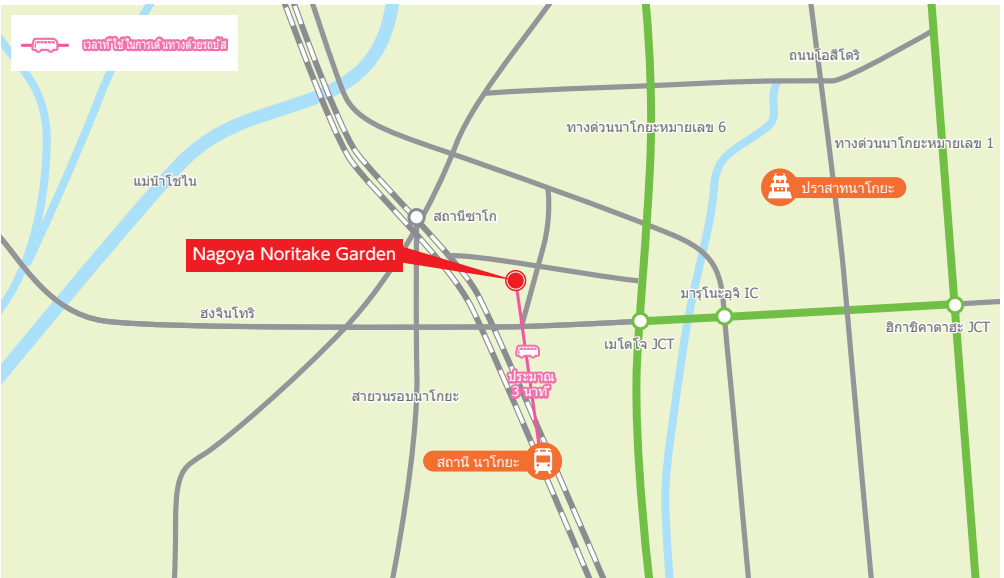 เวลาที่ใช้ในการเดินทางด้วยรถบัส
ถนนโอสึโดริ
ทางด่วนนาโกยะหมายเลข 6
ทางด่วนนาโกยะหมายเลข 1
แม่น้ำโชไน
ปราสาทนาโกยะ
สถานีซาโก
Nagoya Noritake Garden
มารุโนะอุจิ IC
ฮงจินโทริ
ฮิกาชิคาตาฮะ JCT
เมโดโจ JCT
ประมาณ
3 นาที
สายวนรอบนาโกยะ
สถานี นาโกยะ